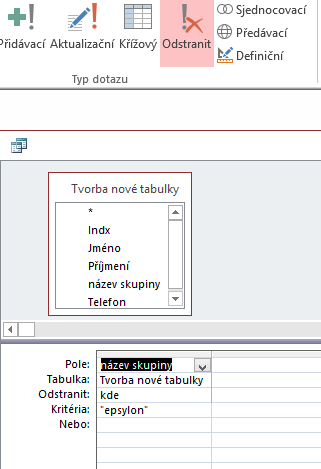 Přidávací Aktualizační Křížový Odstranit
Sjednocovací
Předávací
Definiční
Typ dotazu
Tvorba nové tabulky
*
Indx
Jméno
Příjmení
název skupiny
Telefon
Pole: název skupiny
Tabulka: Tvorba nové tabulky
Odstranit: kde
Kritéria: "epsylon"
Nebo: